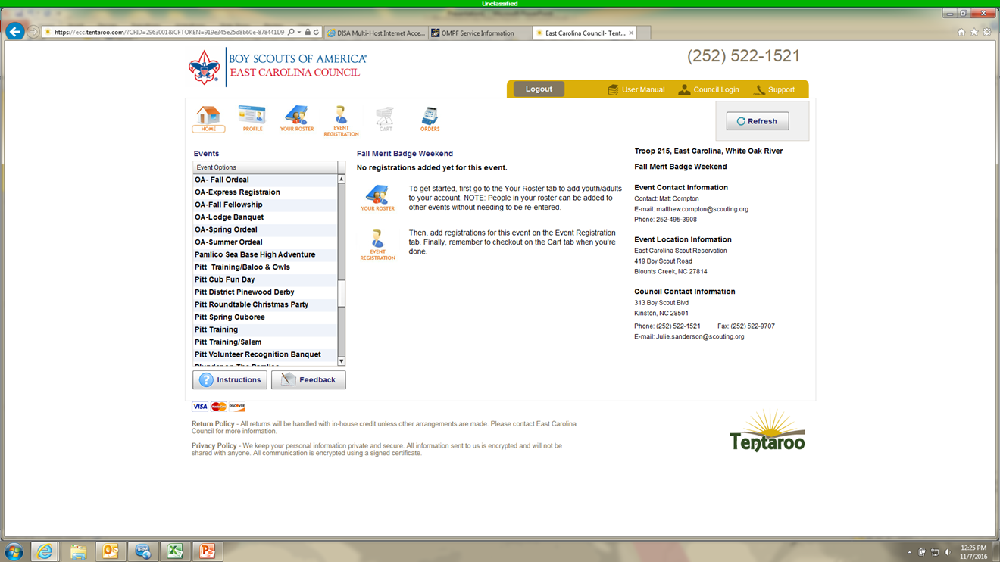 Unclassified
https://ecc.tentaroo.com/?CFID=2963001&CFTOKEN=919e345e25d8b60e-878441D9
DISA Multi-Host Internet Acce...
OMPF Service Information
East Carolina Council- Tent...
BOY SCOUTS OF AMERICA®
EAST CAROLINA COUNCIL
(252) 522-1521
Logout
User Manual
Council Login
Support
HOME
PROFILE
YOUR ROSTER
EVENT
REGISTRATION
CART
ORDERS
Refresh
Events
Event Options
OA- Fall Ordeal
OA-Express Registraion
OA-Fall Fellowship
OA-Lodge Banquet
OA-Spring Ordeal
OA-Summer Ordeal
Pamlico Sea Base High Adventure
Pitt Training/Baloo & Owls
Pitt Cub Fun Day
Pitt District Pinewood Derby
Pitt Roundtable Christmas Party
Pitt Spring Cuboree
Pitt Training
Pitt Training/Salem
Pitt Volunteer Recognition Banquet
Instructions
Feedback
Fall Merit Badge Weekend
No registrations added yet for this event.
YOUR ROSTER
To get started, first go to the Your Roster tab to add youth/adults
to your account. NOTE: People in your roster can be added to
other events without needing to be re-entered.
EVENT
REGISTRATION
Then, add registrations for this event on the Event Registration
tab. Finally, remember to checkout on the Cart tab when you're
done.
Troop 215, East Carolina, White Oak River
Fall Merit Badge Weekend
Event Contact Information
Contact: Matt Compton
E-mail: matthew.compton@scouting.org
Phone: 252-495-3908
Event Location Information
East Carolina Scout Reservation
419 Boy Scout Road
Blounts Creek, NC 27814
Council Contact Information
313 Boy Scout Blvd
Kinston, NC 28501
Phone: (252) 522-1521 Fax: (252) 522-9707
E-mail: Julie.sanderson@scouting.org
VISA
MasterCard
DISCOVER
Return Policy - All returns will be handled with in-house credit unless other arrangements are made. Please contact East Carolina
Council for more information.
Privacy Policy - We keep your personal information private and secure. All information sent to us is encrypted and will not be
shared with anyone. All communication is encrypted using a signed certificate.
Tentaroo
12:25 PM
11/7/2016